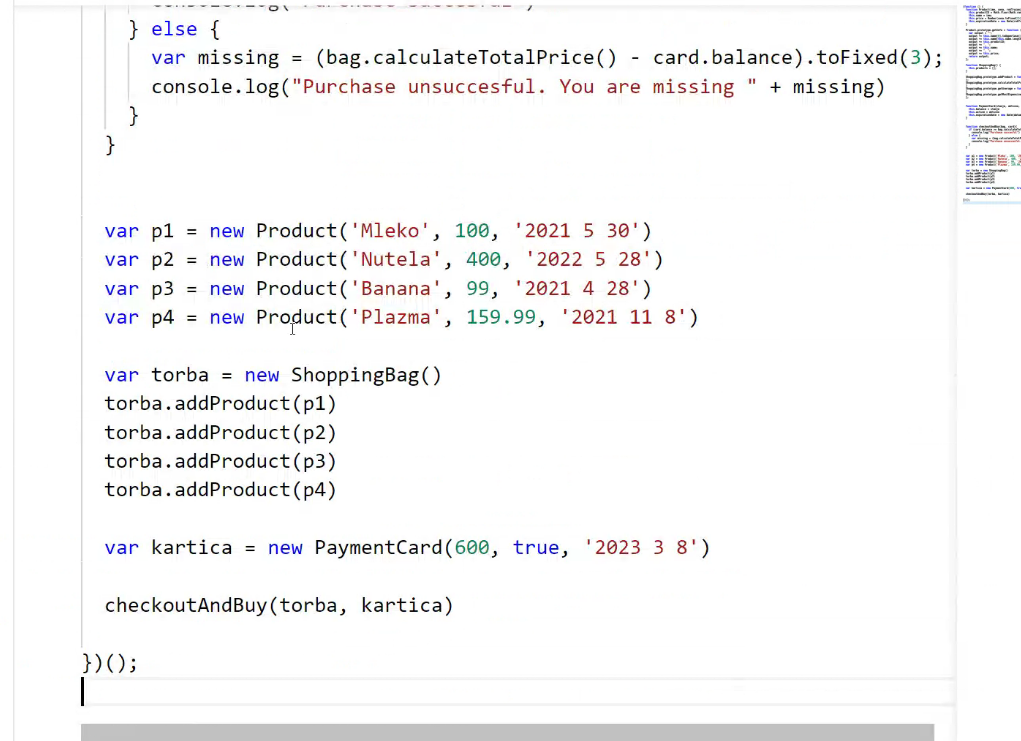 } else {
var missing = (bag.calculateTotalPrice() - card.balance).toFixed(3);
console.log("Purchase unsuccesful. You are missing " + missing)
}
}
var p1 = new Product('Mleko', 100, '2021 5 30')
var p2 = new Product('Nutela', 400, '2022 5 28')
var p3 = new Product('Banana', 99, '2021 4 28')
var p4 = new Product('Plazma', 159.99, '2021 11 8')
var torba = new ShoppingBag()
torba.addProduct(p1)
torba.addProduct(p2)
torba.addProduct(p3)
torba.addProduct(p4)
var kartica = new PaymentCard(600, true, '2023 3 8')
checkoutAndBuy(torba, kartica)
})();